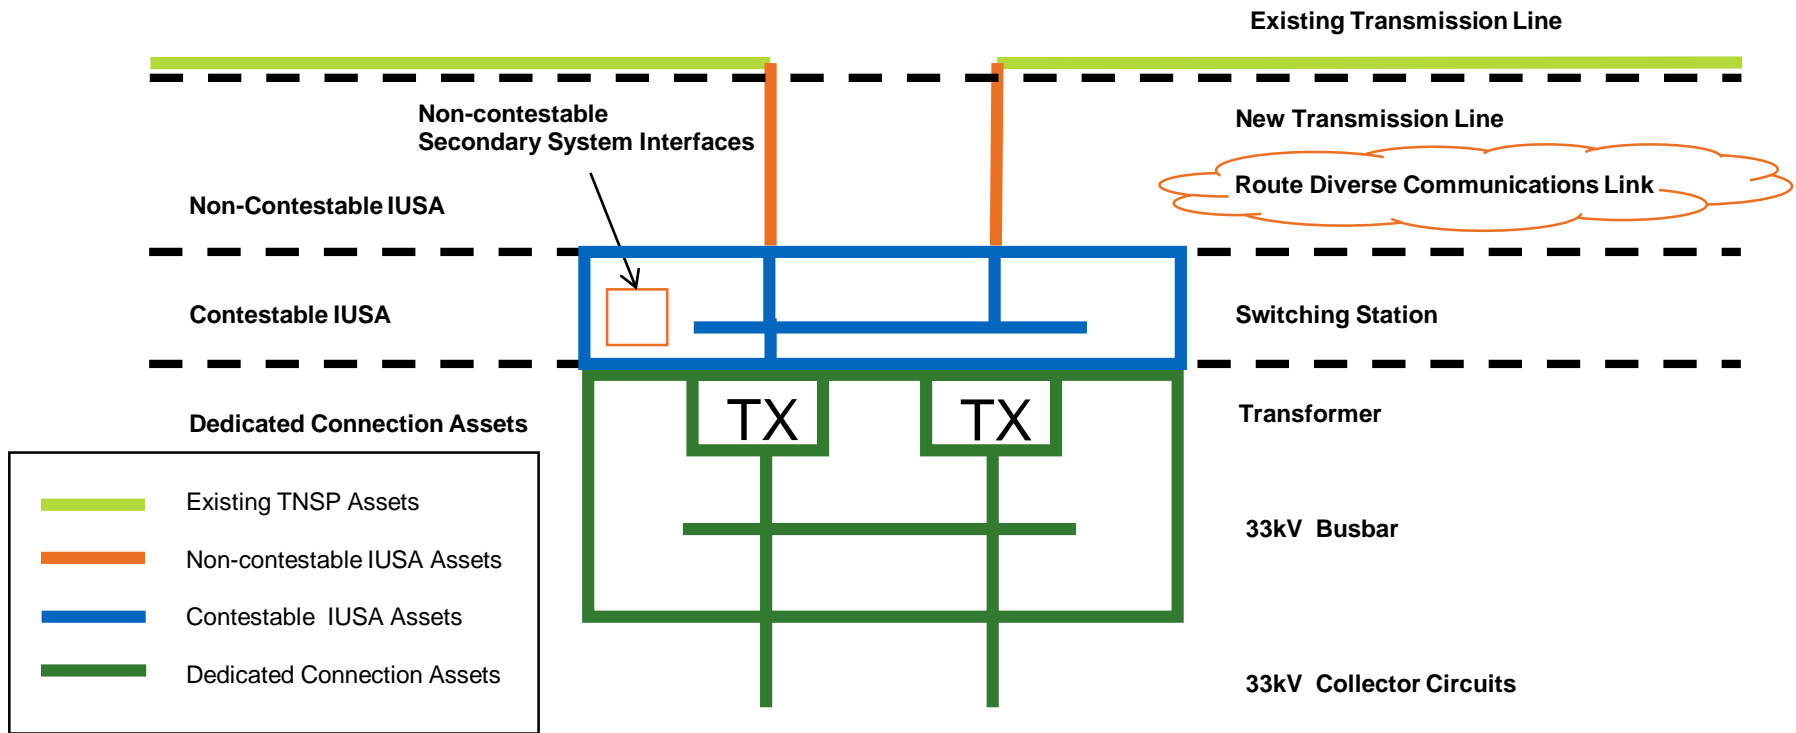 Existing Transmission Line
Non-contestable
Secondary System Interfaces
New Transmission Line
Route Diverse Communications Link
Non-Contestable IUSA
Contestable IUSA
Switching Station
Dedicated Connection Assets
TX
TX
Transformer
Existing TNSP Assets
Non-contestable IUSA Assets
Contestable IUSA Assets
Dedicated Connection Assets
33kV Busbar
33kV Collector Circuits